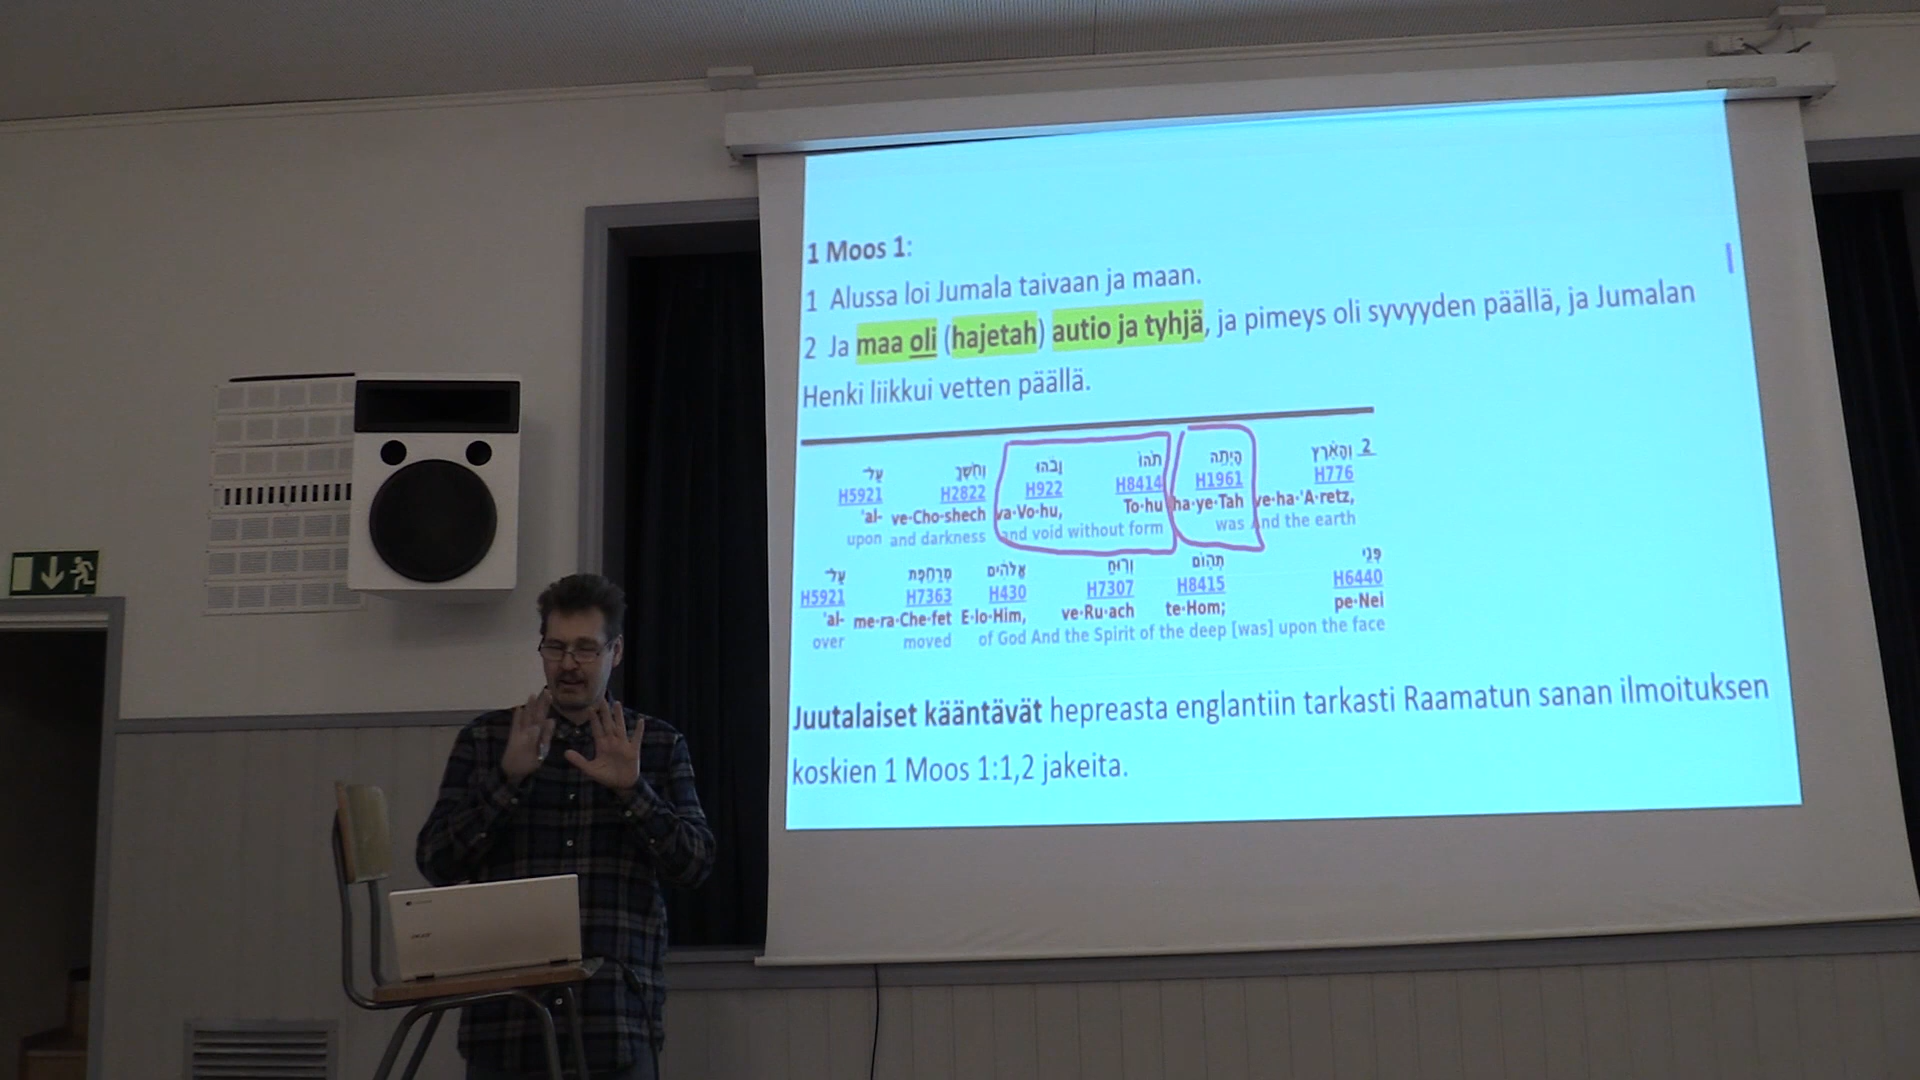 1 Moos 1:
1 Alussa loi Jumala taivaan ja maan.
2 Ja maa oli (hajetah) autio ja tyhjä, ja pimeys oli syvyyden päällä, ja Jumalan
Henki liikkui vetten päällä.
עַל־ וְחֹשֶׁךְ וָבֹהוּ תֹהוּ הָיְתָה וְהָאָרֶץ 2
H5921 H2822 H922 H8414 H1961 H776
'al- ve·Cho·shech va·Vo·hu, To·hu ha·ye·Tah ve·ha·'A·retz,
upon and darkness and void without form was and the earth
עַל־ מְרַחֶפֶת אֱלֹהִים וְרוּחַ תְהוֹם פְּנֵי
H5921 H7363 H430 H7307 H8415 H6440
'al- me·ra·Che·fet E·lo·Him, ve·Ru·ach te·Hom; pe·Nei
over moved of God And the Spirit of the deep [was] upon the face
Juutalaiset kääntävät hepreasta englantiin tarkasti Raamatun sanan ilmoituksen
koskien 1 Moos 1:1,2 jakeita.
acer